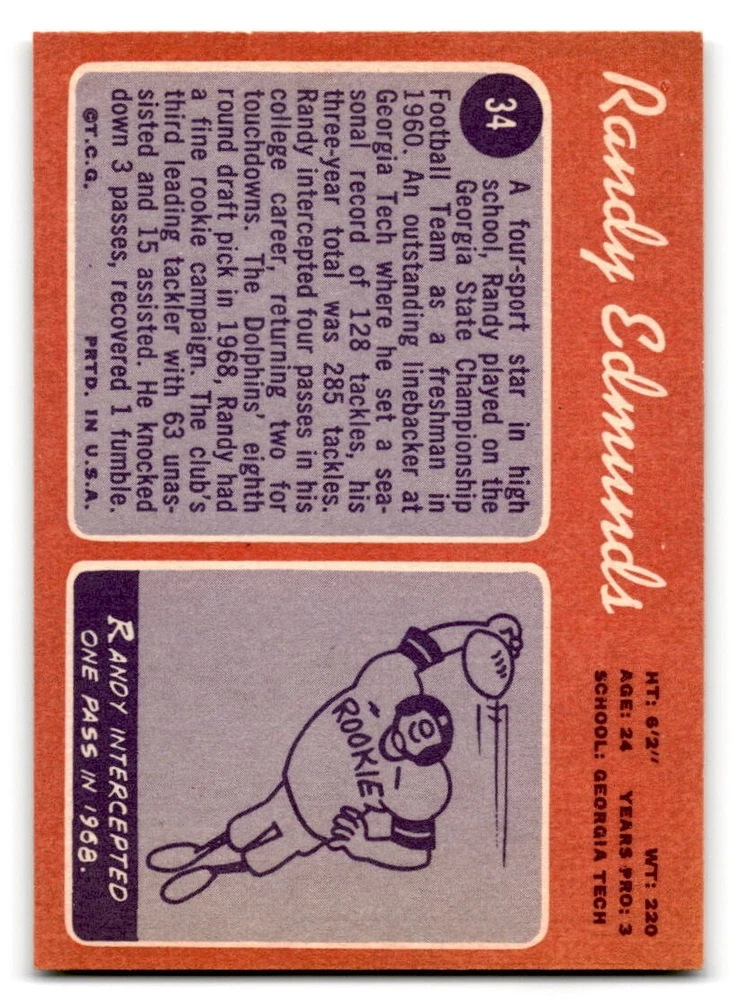 Randy Edmunds
HT: 6'2" WT: 220
AGE: 24 YEARS PRO: 3
SCHOOL: GEORGIA TECH
34
A four-sport star in high
school, Randy played on the
Georgia State Championship
Football Team as a freshman in
1960. An outstanding linebacker at
Georgia Tech where he set a sea-
sonal record of 128 tackles, his
three-year total was 285 tackles.
Randy intercepted four passes in his
college career, returning two for
touchdowns. The Dolphins' eighth
round draft pick in 1968, Randy had
a fine rookie campaign. The club's
third leading tackler with 63 unas-
sisted and 15 assisted. He knocked
down 3 passes, recovered 1 fumble.
©T.C.G. PRTD. IN U.S.A.
"ROOKIE"
RANDY INTERCEPTED
ONE PASS IN 1968.